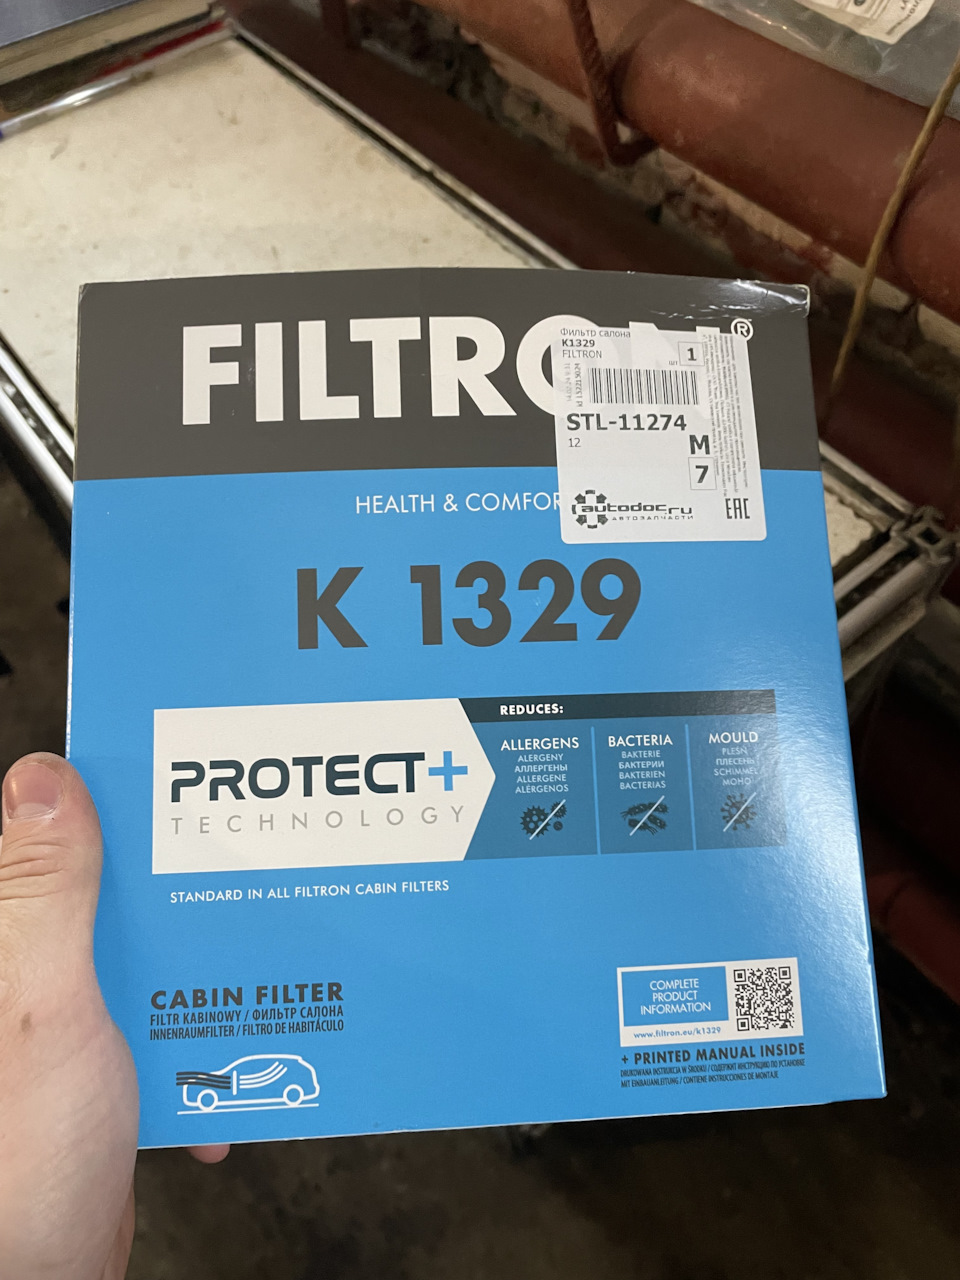 FILTRON®
Фильтр салона
K1329
FILTRON
шт
1
STL-11274
12
M
7
autodoc.ru
АВТОЗАПЧАСТИ
EAC
HEALTH & COMFOR
K 1329
PROTECT+
TECHNOLOGY
REDUCES:
ALLERGENS
ALERGENY
АЛЛЕРГЕНЫ
ALLERGENE
ALÉRGENOS
BACTERIA
BAKTERIE
БАКТЕРИИ
BAKTERIEN
BACTERIAS
MOULD
PLEŚŃ
ПЛЕСЕНЬ
SCHIMMEL
MOHO
STANDARD IN ALL FILTRON CABIN FILTERS
CABIN FILTER
FILTR KABINOWY / ФИЛЬТР САЛОНА
INNENRAUMFILTER / FILTRO DE HABITÁCULO
COMPLETE
PRODUCT
INFORMATION
www.filtron.eu/k1329
+ PRINTED MANUAL INSIDE
DRUKOWANA INSTRUKCJA W ŚRODKU / СОДЕРЖИТ ИНСТРУКЦИЮ ПО УСТАНОВКЕ
MIT EINBAUANLEITUNG / CONTIENE INSTRUCCIONES DE MONTAJE